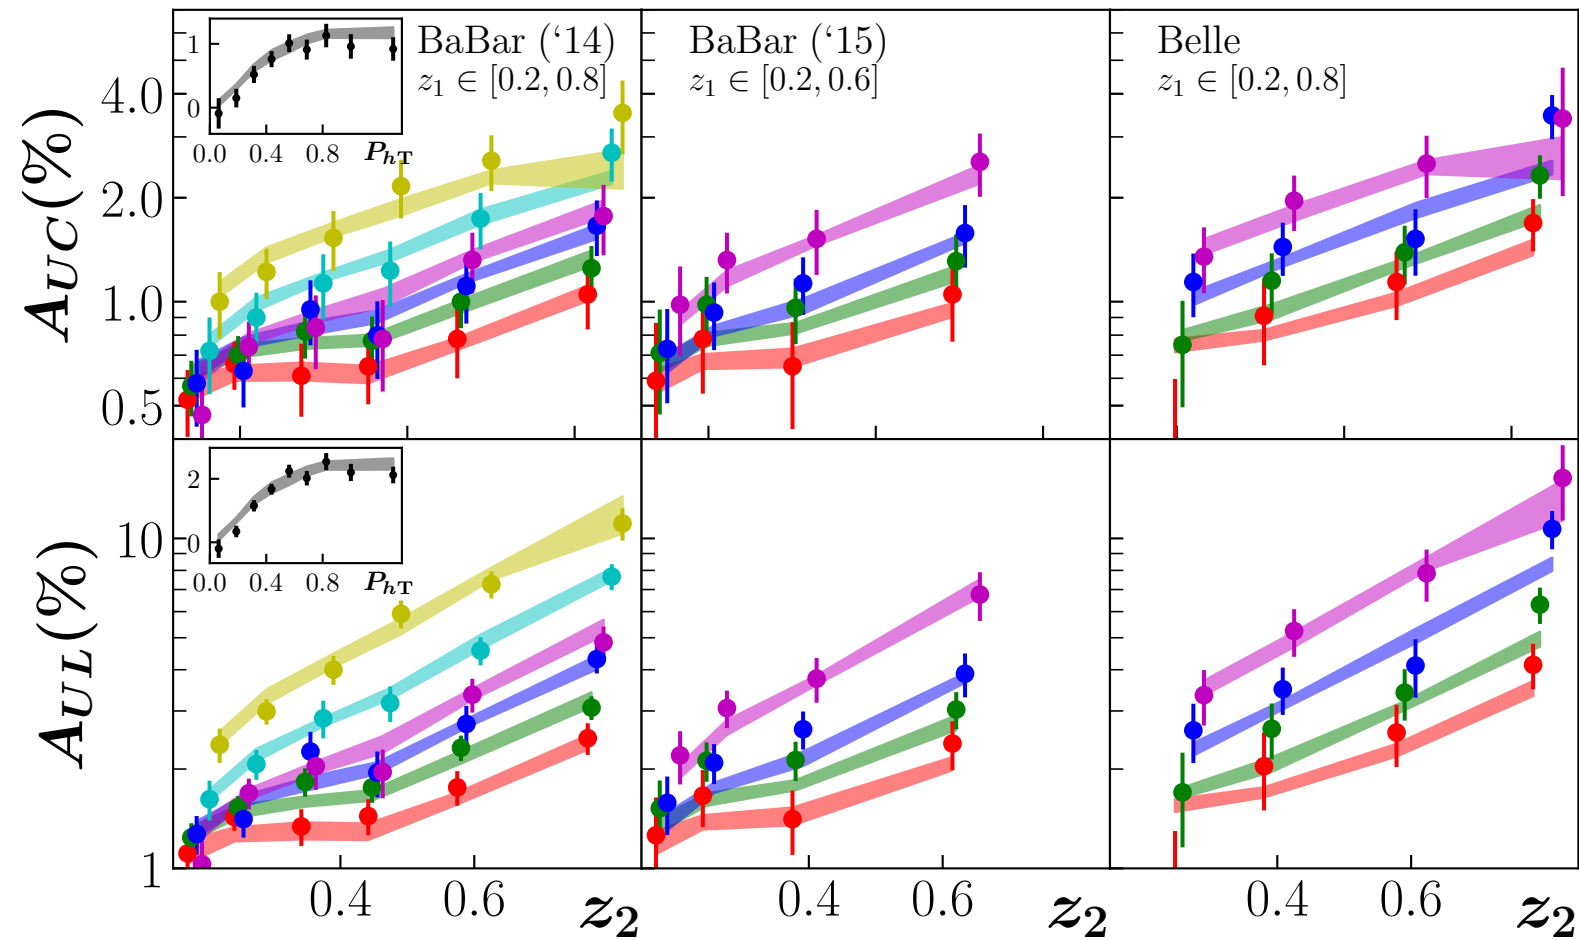 A_UC(%)
4.0
2.0
1.0
0.5
1
0
0.0 0.4 0.8 P_hT
BaBar (‘14)
z₁ ∈ [0.2, 0.8]
BaBar (‘15)
z₁ ∈ [0.2, 0.6]
Belle
z₁ ∈ [0.2, 0.8]
A_UL(%)
10
1
2
0
0.0 0.4 0.8 P_hT
0.4 0.6 z₂
0.4 0.6 z₂
0.4 0.6 z₂